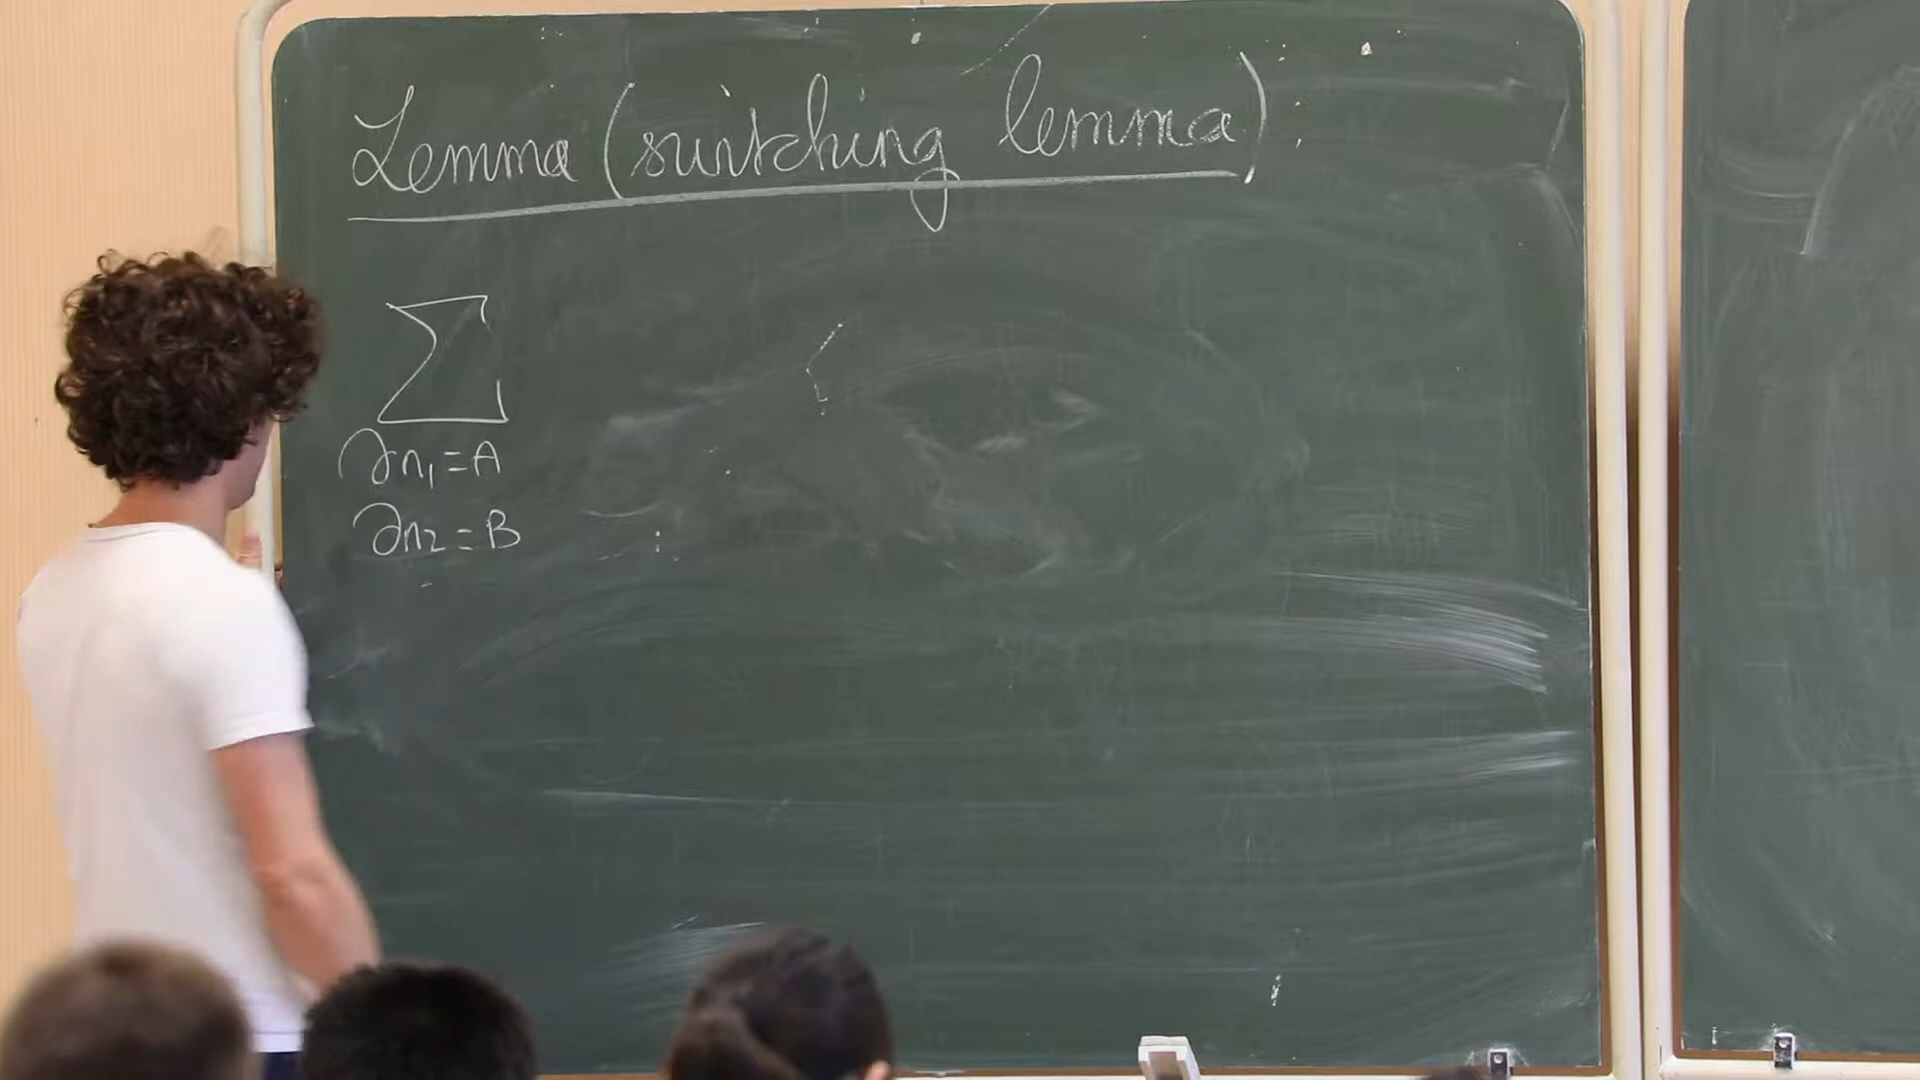 Lemma (switching lemma):
∑
∂n₁=A
∂n₂=B